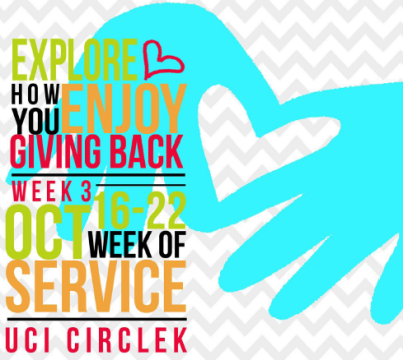 EXPLORE
HOW
YOU ENJOY
GIVING BACK
WEEK 3
OCT 16-22
WEEK OF
SERVICE
UCI CIRCLEK